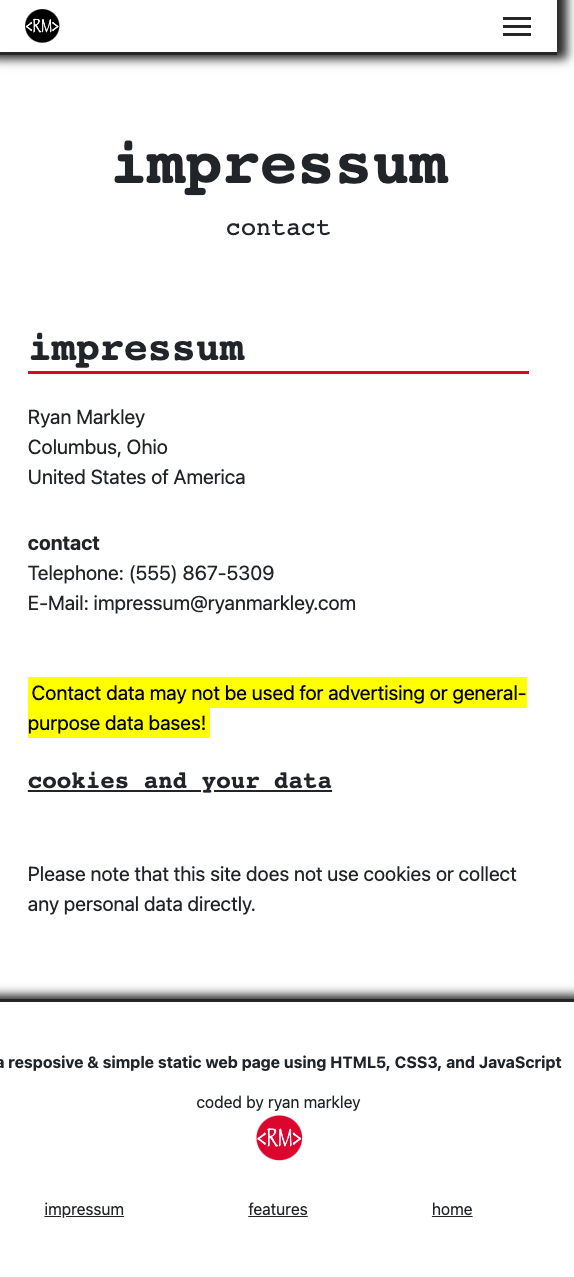 <RM>
impressum
contact
impressum
Ryan Markley
Columbus, Ohio
United States of America
contact
Telephone: (555) 867-5309
E-Mail: impressum@ryanmarkley.com
Contact data may not be used for advertising or general-
purpose data bases!
cookies and your data
Please note that this site does not use cookies or collect
any personal data directly.
a resposive & simple static web page using HTML5, CSS3, and JavaScript
coded by ryan markley
<RM>
impressum features home